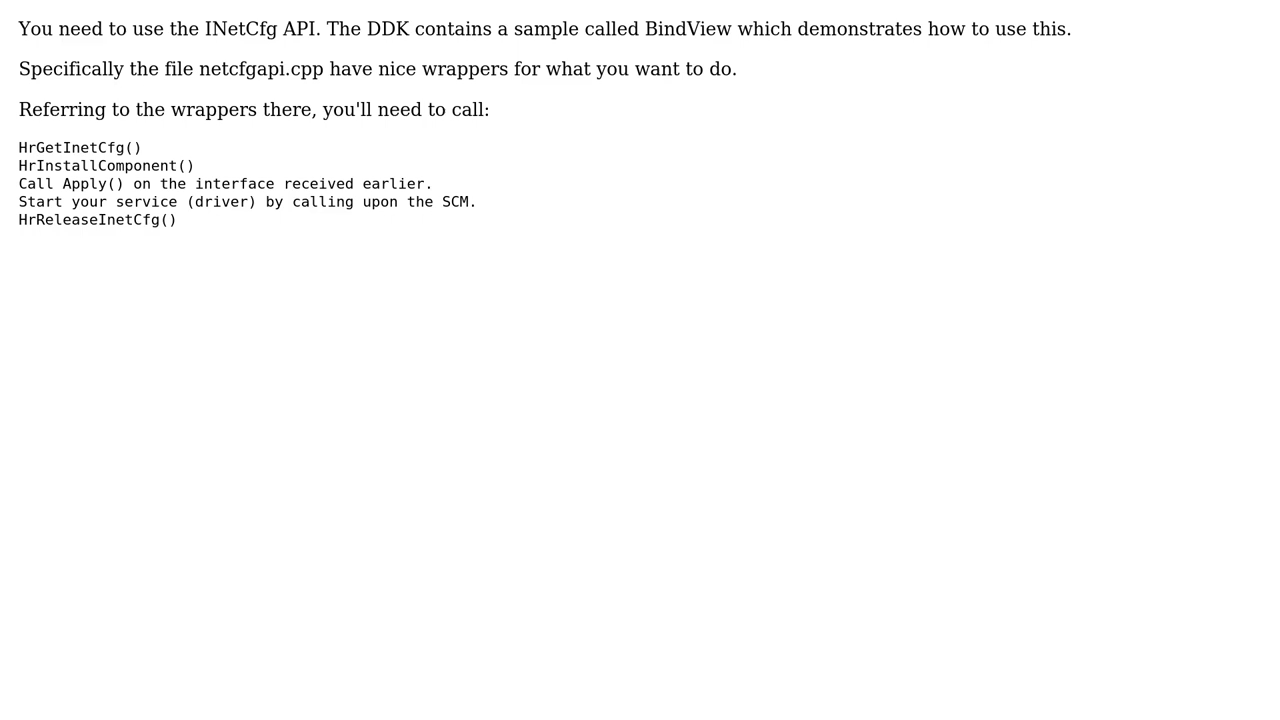 You need to use the INetCfg API. The DDK contains a sample called BindView which demonstrates how to use this.
Specifically the file netcfgapi.cpp have nice wrappers for what you want to do.
Referring to the wrappers there, you'll need to call:
HrGetInetCfg()
HrInstallComponent()
Call Apply() on the interface received earlier.
Start your service (driver) by calling upon the SCM.
HrReleaseInetCfg()